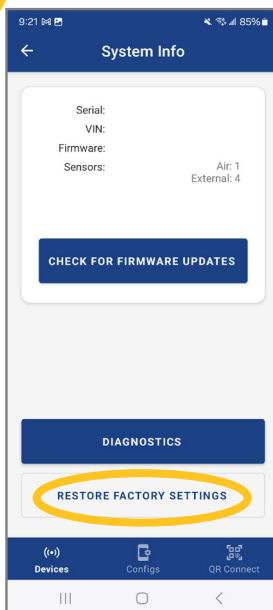 9:21 85%
System Info
Serial:
VIN:
Firmware:
Sensors: Air: 1
External: 4
CHECK FOR FIRMWARE UPDATES
DIAGNOSTICS
RESTORE FACTORY SETTINGS
Devices Configs QR Connect